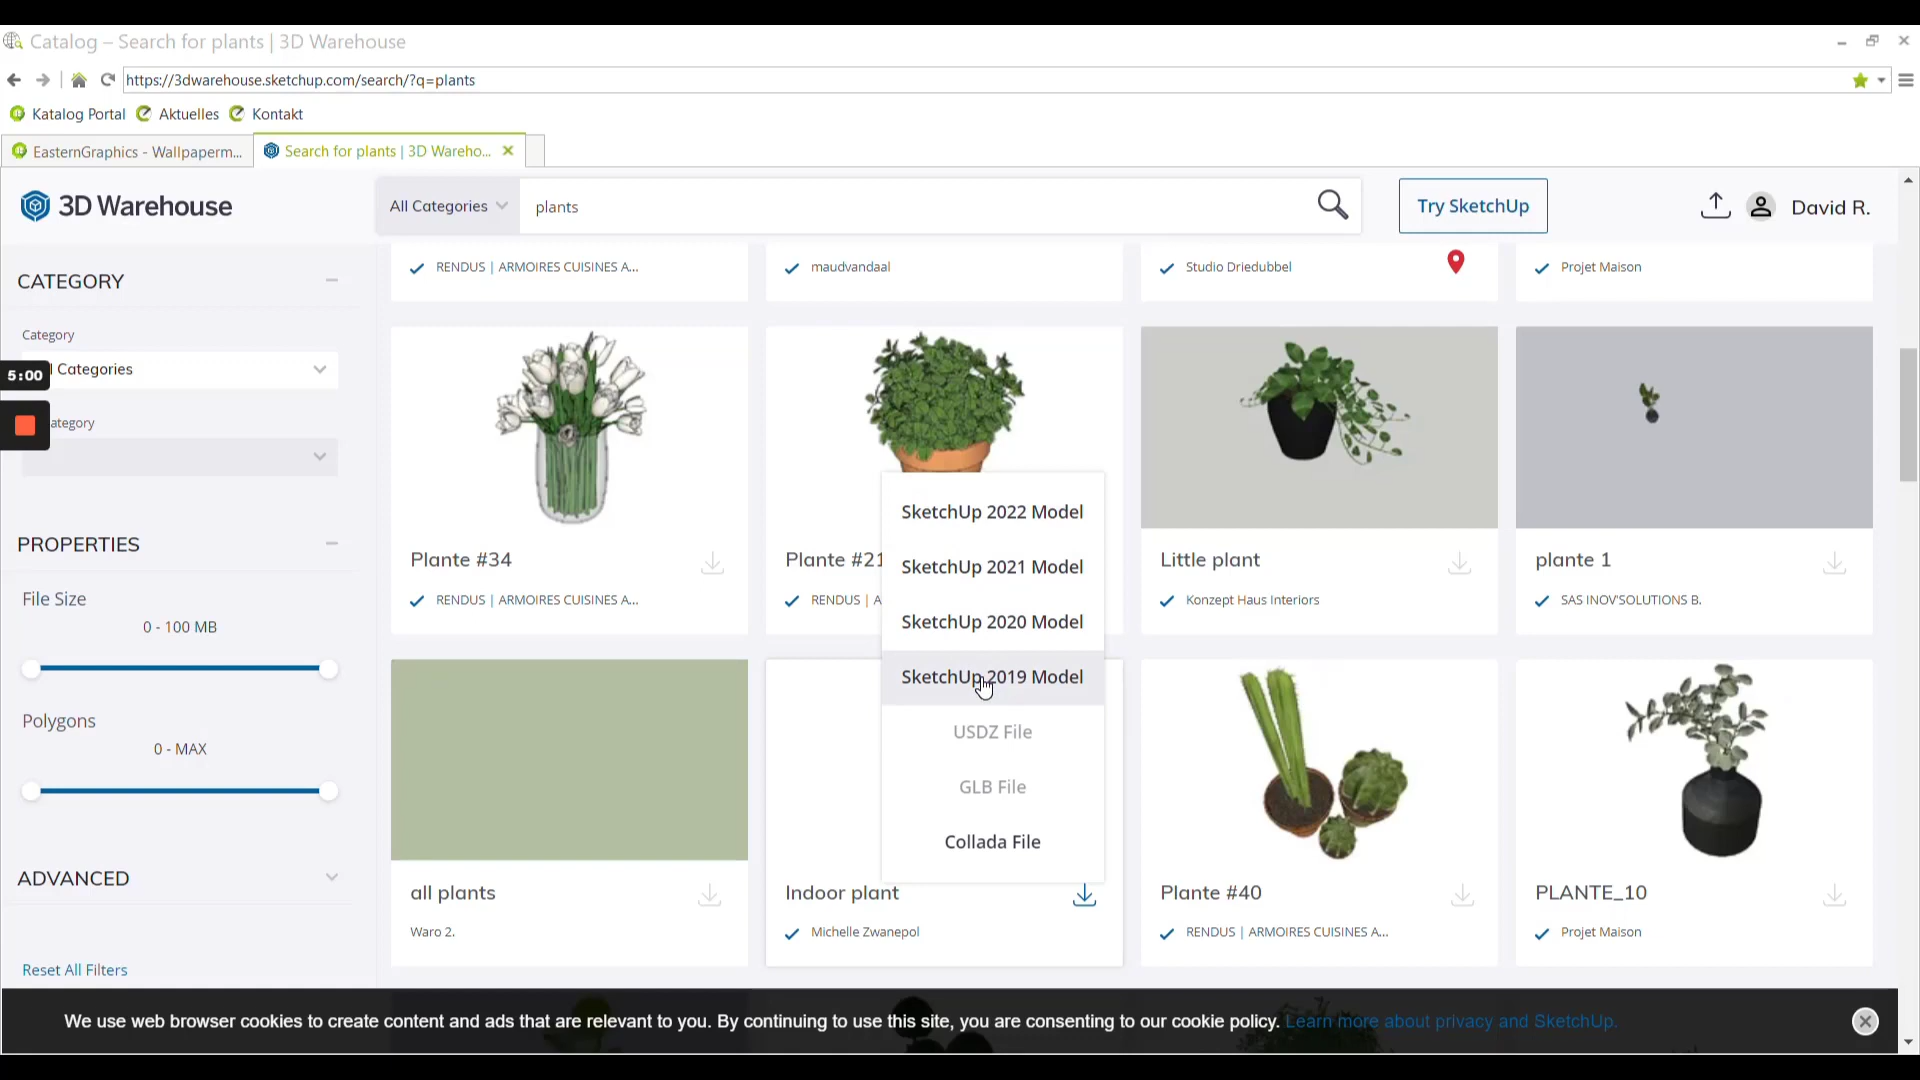 Catalog – Search for plants | 3D Warehouse
https://3dwarehouse.sketchup.com/search/?q=plants
Katalog Portal Aktuelles Kontakt
EasternGraphics - Wallpaperm... Search for plants | 3D Wareho...
3D Warehouse All Categories plants Try SketchUp David R.
CATEGORY
Category
l Categories
ategory
5:00
PROPERTIES
File Size
0 - 100 MB
Polygons
0 - MAX
ADVANCED
Reset All Filters
RENDUS | ARMOIRES CUISINES A... maudvandaal Studio Driedubbel Projet Maison
Plante #34 Plante #21 Little plant plante 1
RENDUS | ARMOIRES CUISINES A... RENDUS | A Konzept Haus Interiors SAS INOV'SOLUTIONS B.
SketchUp 2022 Model
SketchUp 2021 Model
SketchUp 2020 Model
SketchUp 2019 Model
USDZ File
GLB File
Collada File
all plants Indoor plant Plante #40 PLANTE_10
Waro 2. Michelle Zwanepol RENDUS | ARMOIRES CUISINES A... Projet Maison
We use web browser cookies to create content and ads that are relevant to you. By continuing to use this site, you are consenting to our cookie policy. Learn more about privacy and SketchUp.